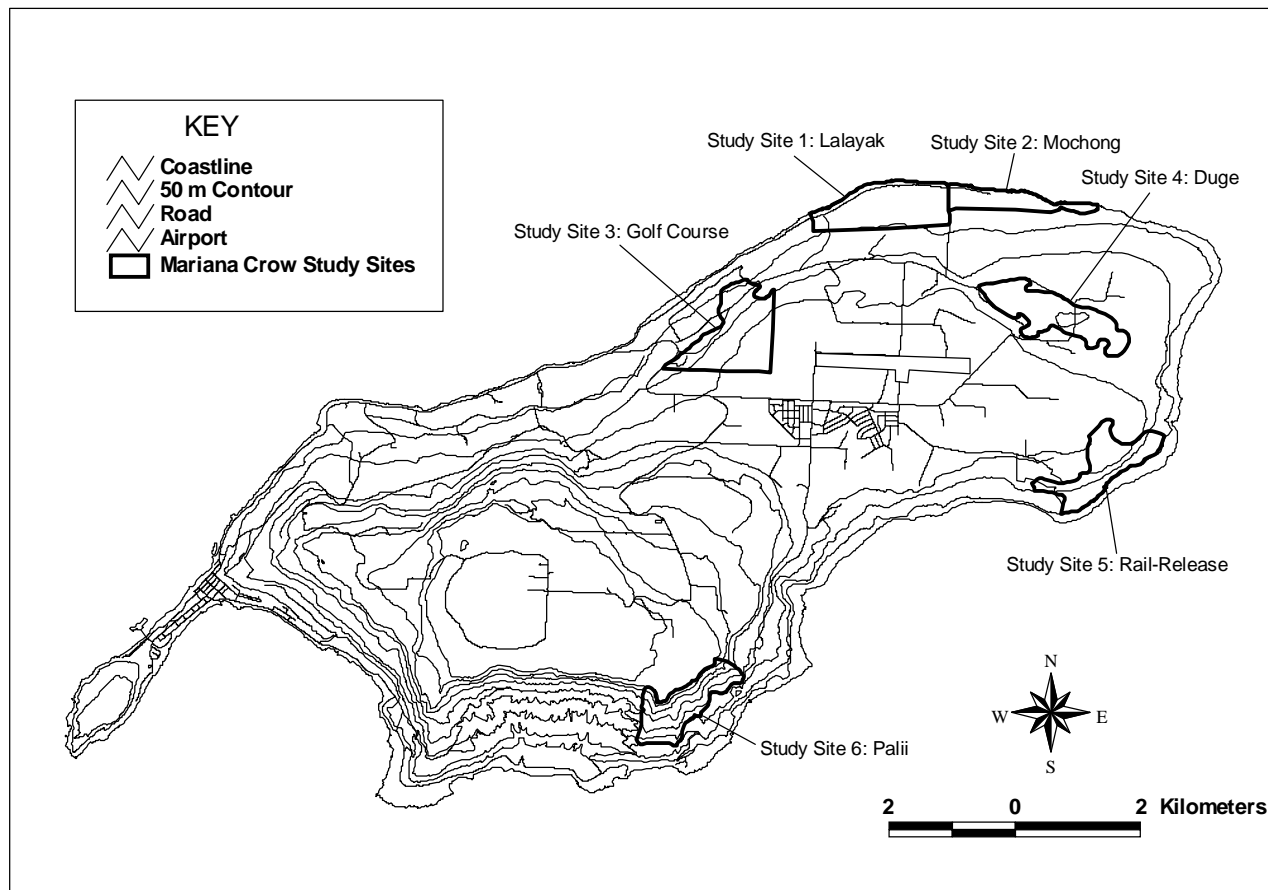 KEY
Coastline
50 m Contour
Road
Airport
Mariana Crow Study Sites
Study Site 1: Lalayak
Study Site 2: Mochong
Study Site 4: Duge
Study Site 3: Golf Course
Study Site 5: Rail-Release
Study Site 6: Palii
N
W E
S
2 0 2 Kilometers